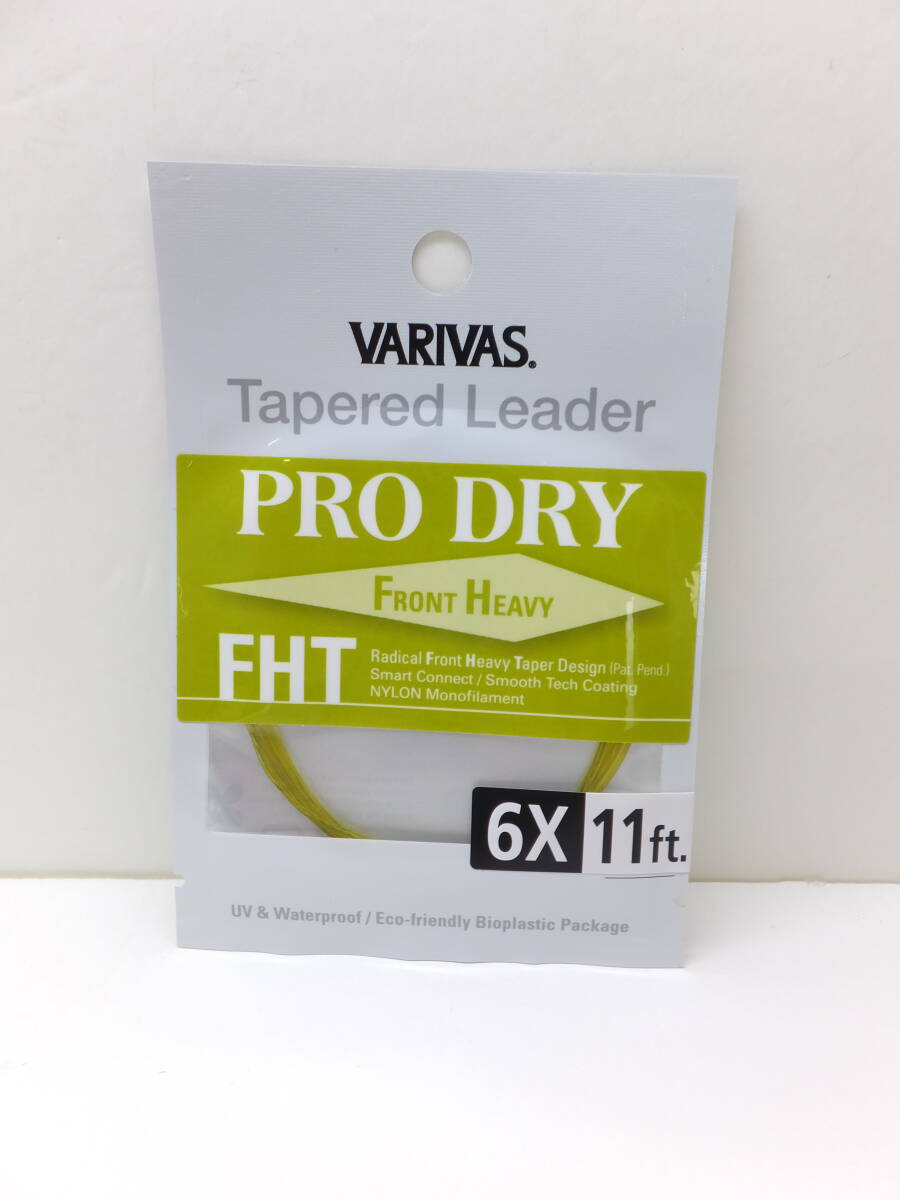 VARIVAS®
Tapered Leader
PRO DRY
FRONT HEAVY
FHT
Radical Front Heavy Taper Design (Pat. Pend.)
Smart Connect / Smooth Tech Coating
NYLON Monofilament
6X 11ft.
UV & Waterproof / Eco-friendly Bioplastic Package